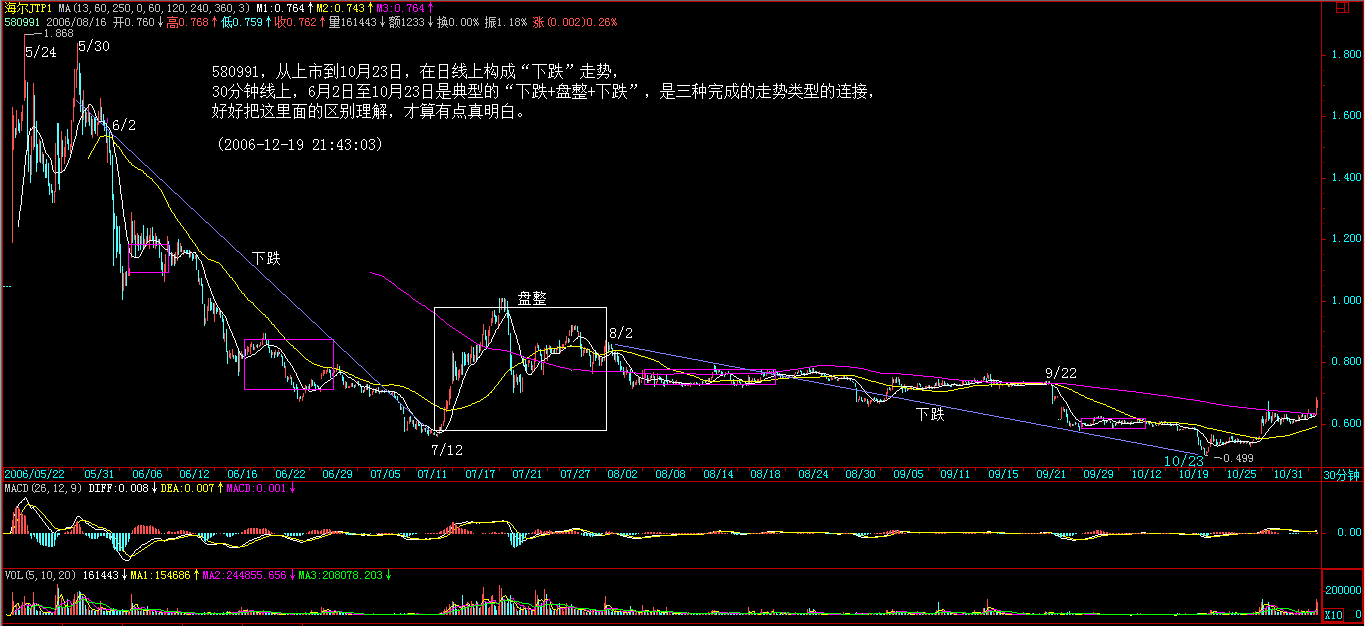 海尔JTP1 MA(13,60,250,0,60,120,240,360,3) M1:0.764↑M2:0.743↑M3:0.764↑
580991 2006/08/16 开0.760↓高0.768↑低0.759↑收0.762↑量161443↓额1233↓换0.00% 振1.18% 涨(0.002)0.26%
1.868
5/24
5/30
1.800
580991，从上市到10月23日，在日线上构成“下跌”走势，
30分钟线上，6月2日至10月23日是典型的“下跌+盘整+下跌”，是三种完成的走势类型的连接，
好好把这里面的区别理解，才算有点真明白。
1.600
6/2
(2006-12-19 21:43:03)
1.400
1.200
下跌
1.000
盘整
8/2
0.800
9/22
下跌
0.600
7/12
10/23
0.499
2006/05/22 05/31 06/06 06/12 06/16 06/22 06/29 07/05 07/11 07/17 07/21 07/27 08/02 08/08 08/14 08/18 08/24 08/30 09/05 09/11 09/15 09/21 09/29 10/12 10/19 10/25 10/31 30分钟
MACD(26,12,9) DIFF:0.008↓DEA:0.007↑MACD:0.001↓
0.00
VOL(5,10,20) 161443↓MA1:154686↑MA2:244855.656↓MA3:208078.203↓
200000
X10 0